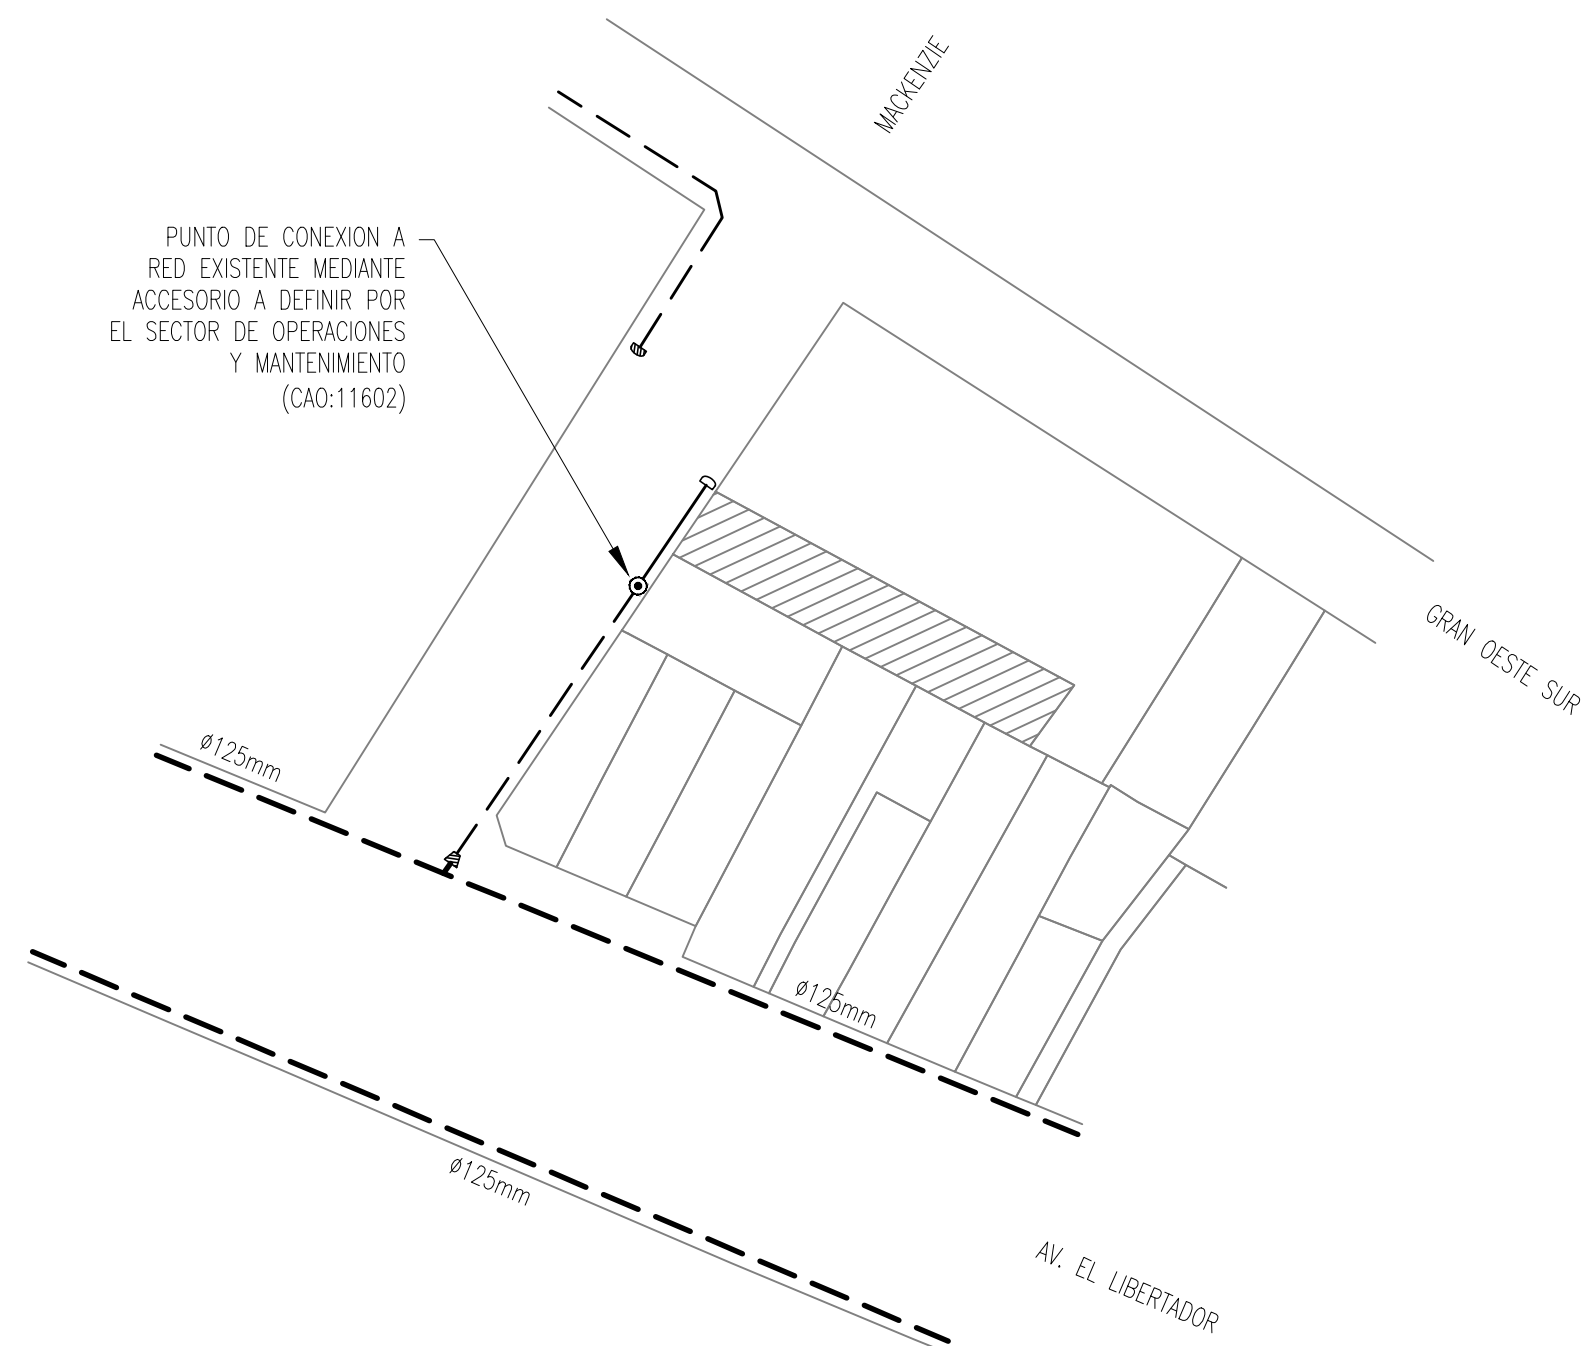 MACKENZIE
PUNTO DE CONEXION A
RED EXISTENTE MEDIANTE
ACCESORIO A DEFINIR POR
EL SECTOR DE OPERACIONES
Y MANTENIMIENTO
(CAO:11602)
GRAN OESTE SUR
ø125mm
ø125mm
ø125mm
AV. EL LIBERTADOR